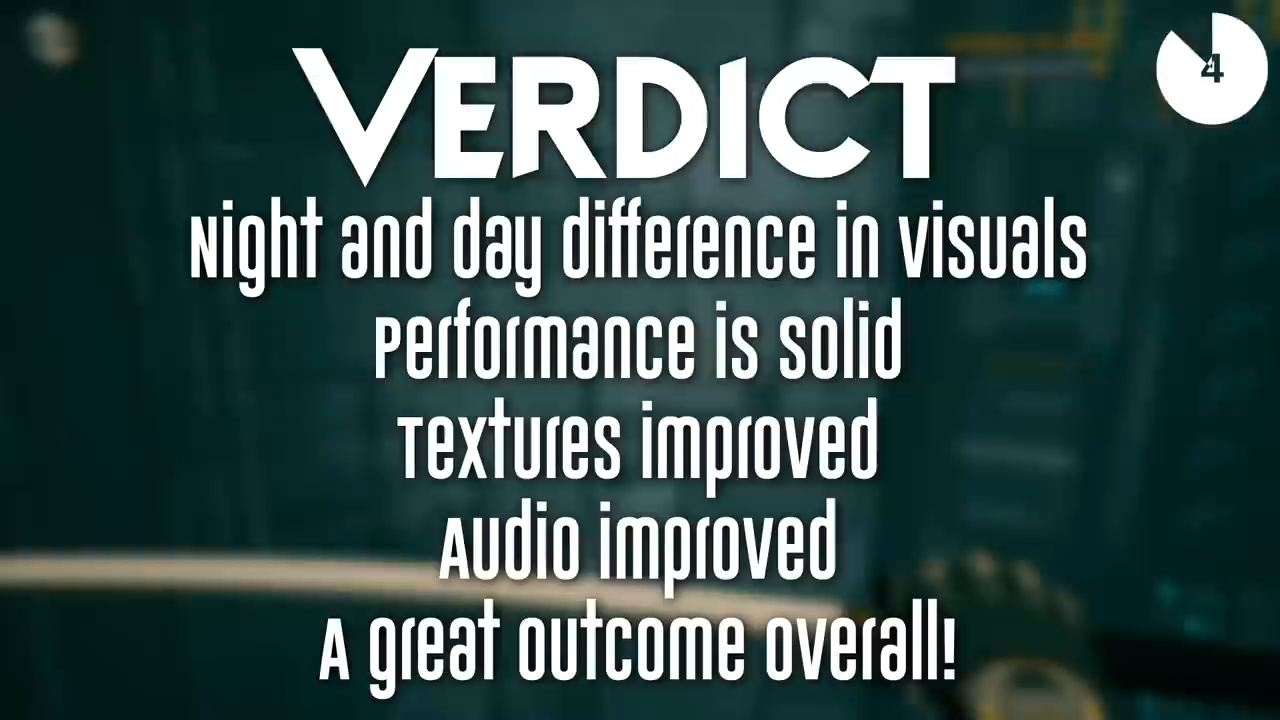 VERDICT
4
Night and day difference in visuals
Performance is solid
Textures improved
Audio improved
A great outcome overall!